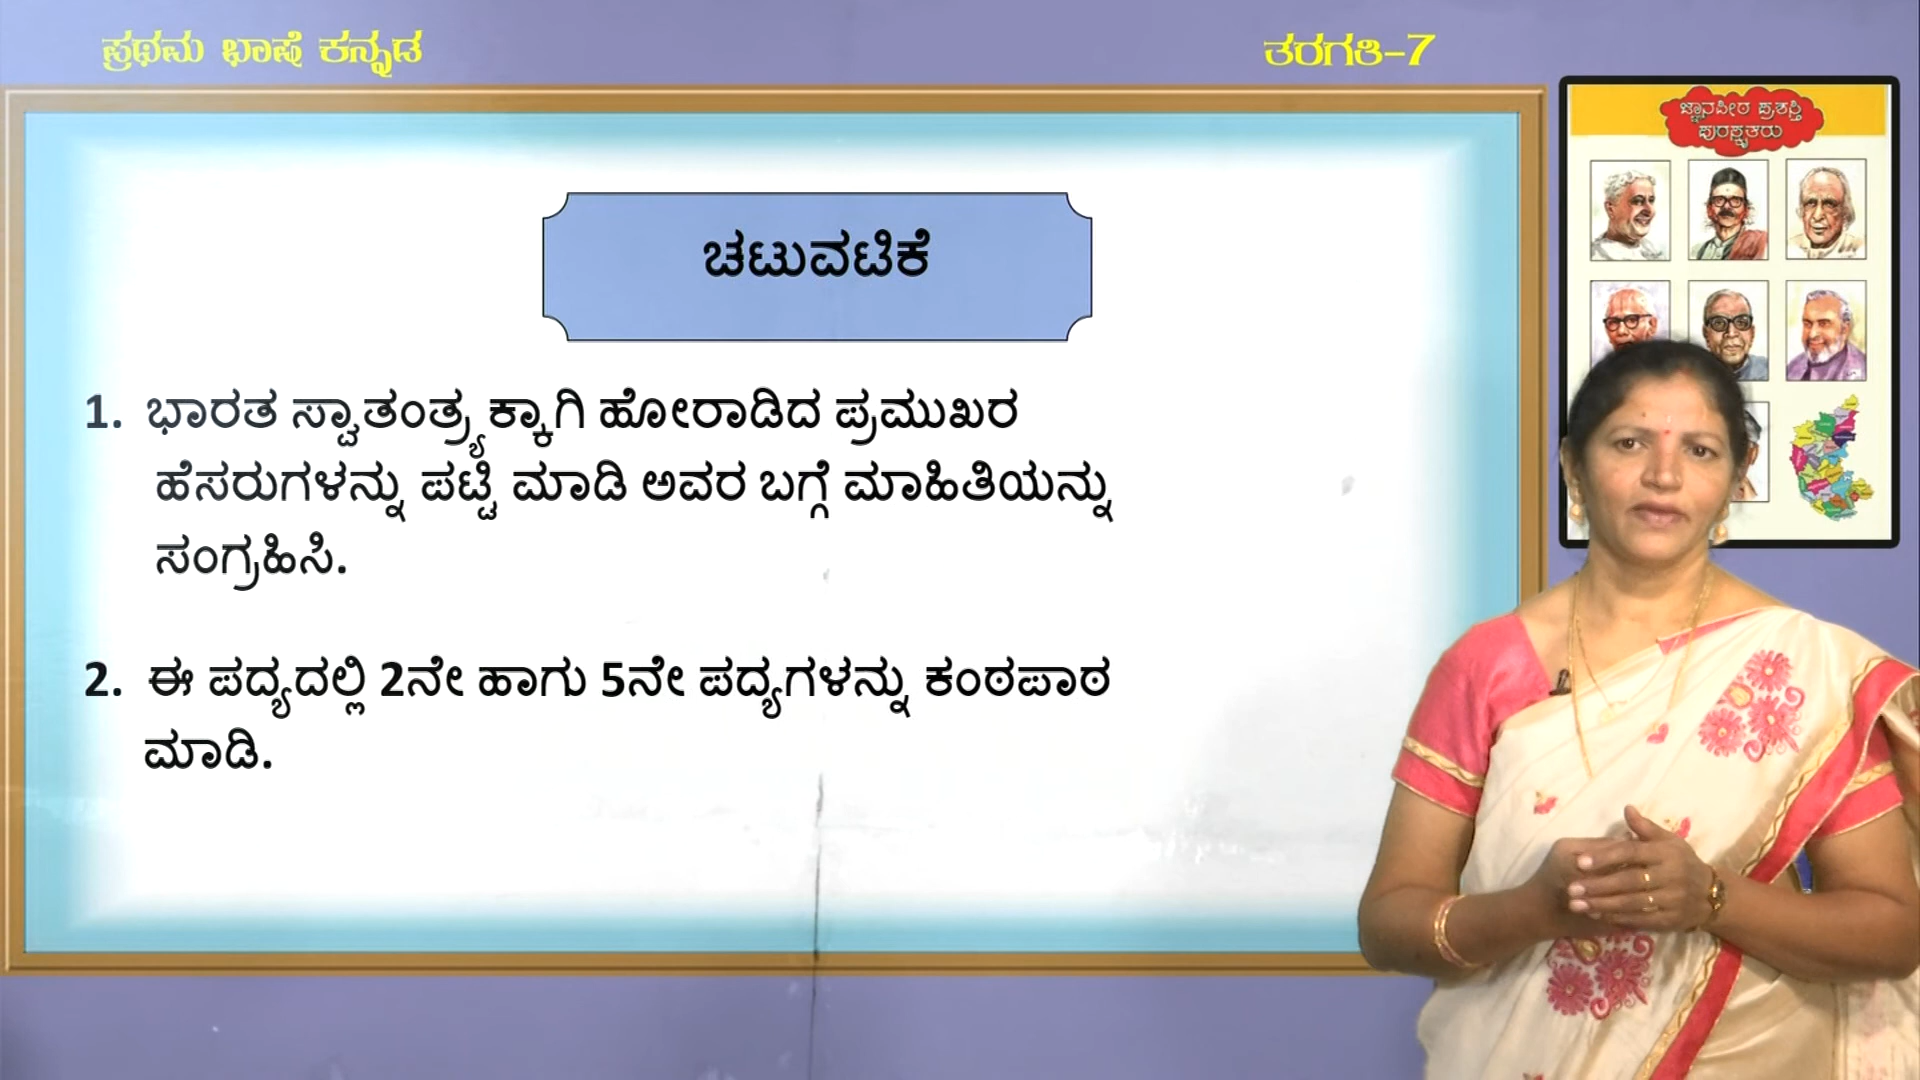 ಪ್ರಥಮ ಭಾಷೆ ಕನ್ನಡ
ತರಗತಿ-7
ಜ್ಞಾನಪೀಠ ಪ್ರಶಸ್ತಿ
ಪುರಸ್ಕೃತರು
ಚಟುವಟಿಕೆ
1. ಭಾರತ ಸ್ವಾತಂತ್ರ್ಯಕ್ಕಾಗಿ ಹೋರಾಡಿದ ಪ್ರಮುಖರ
ಹೆಸರುಗಳನ್ನು ಪಟ್ಟಿ ಮಾಡಿ ಅವರ ಬಗ್ಗೆ ಮಾಹಿತಿಯನ್ನು
ಸಂಗ್ರಹಿಸಿ.
2. ಈ ಪದ್ಯದಲ್ಲಿ 2ನೇ ಹಾಗು 5ನೇ ಪದ್ಯಗಳನ್ನು ಕಂಠಪಾಠ
ಮಾಡಿ.